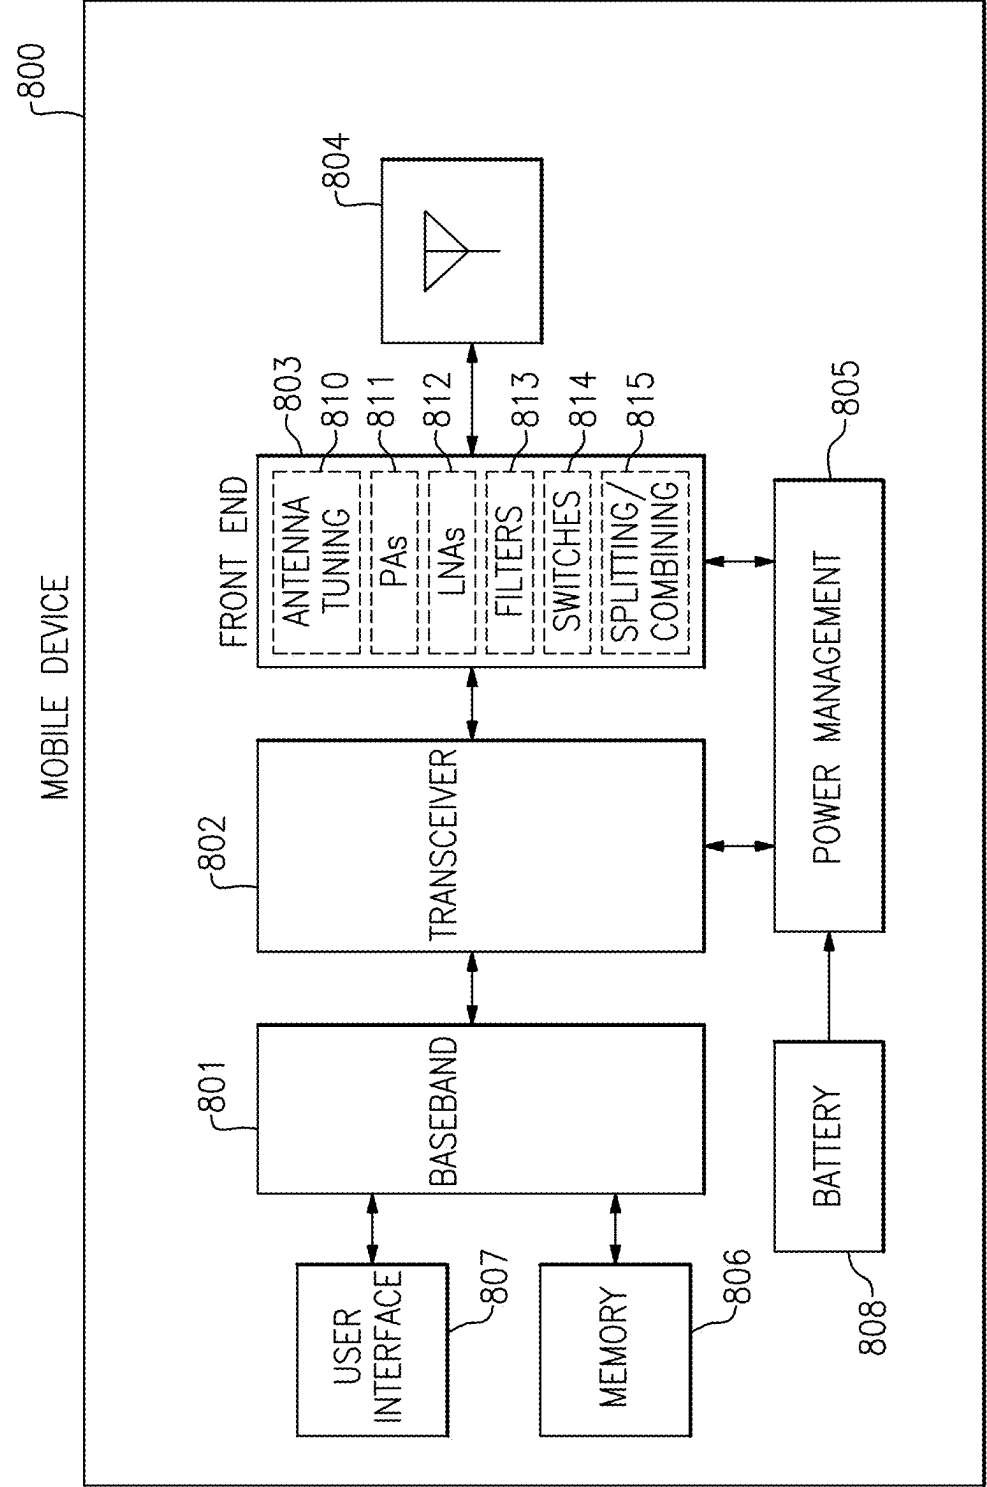 MOBILE DEVICE
800
802
801
FRONT END
803
804
ANTENNA
TUNING
810
PAs
811
LNAs
812
FILTERS
813
SWITCHES
814
SPLITTING/
COMBINING
815
TRANSCEIVER
BASEBAND
USER
INTERFACE
807
MEMORY
806
BATTERY
808
POWER MANAGEMENT
805